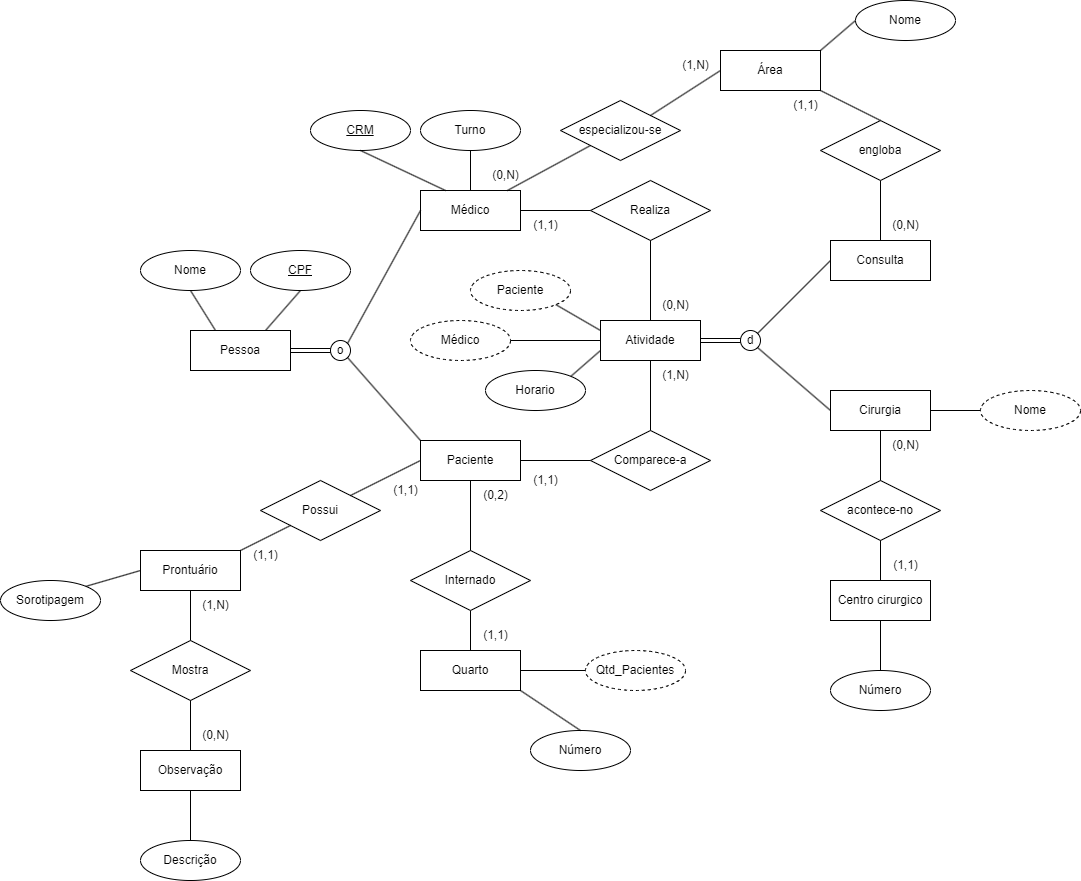 Nome
(1,N)
Área
(1,1)
CRM
Turno
especializou-se
engloba
(0,N)
Médico
(1,1)
Realiza
(0,N)
Consulta
Nome
CPF
Paciente
(0,N)
Pessoa
o
Médico
Atividade
d
Horario
(1,N)
Cirurgia
Nome
(0,N)
Paciente
(1,1)
Comparece-a
(1,1)
(0,2)
Possui
acontece-no
(1,1)
Prontuário
Internado
(1,1)
Sorotipagem
(1,N)
Centro cirurgico
(1,1)
Mostra
Quarto
Qtd_Pacientes
Número
(0,N)
Número
Observação
Descrição